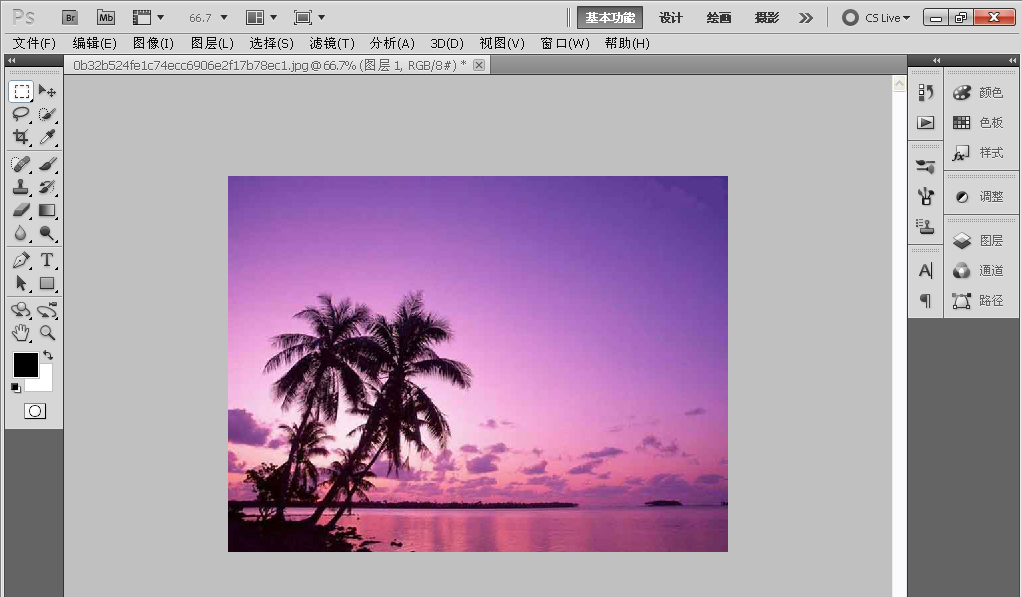 Ps Br Mb 66.7 基本功能 设计 绘画 摄影 CS Live
文件(F) 编辑(E) 图像(I) 图层(L) 选择(S) 滤镜(T) 分析(A) 3D(D) 视图(V) 窗口(W) 帮助(H)
0b32b524fe1c74ecc6906e2f17b78ec1.jpg @ 66.7% (图层 1, RGB/8#) *
颜色
色板
样式
调整
图层
通道
路径